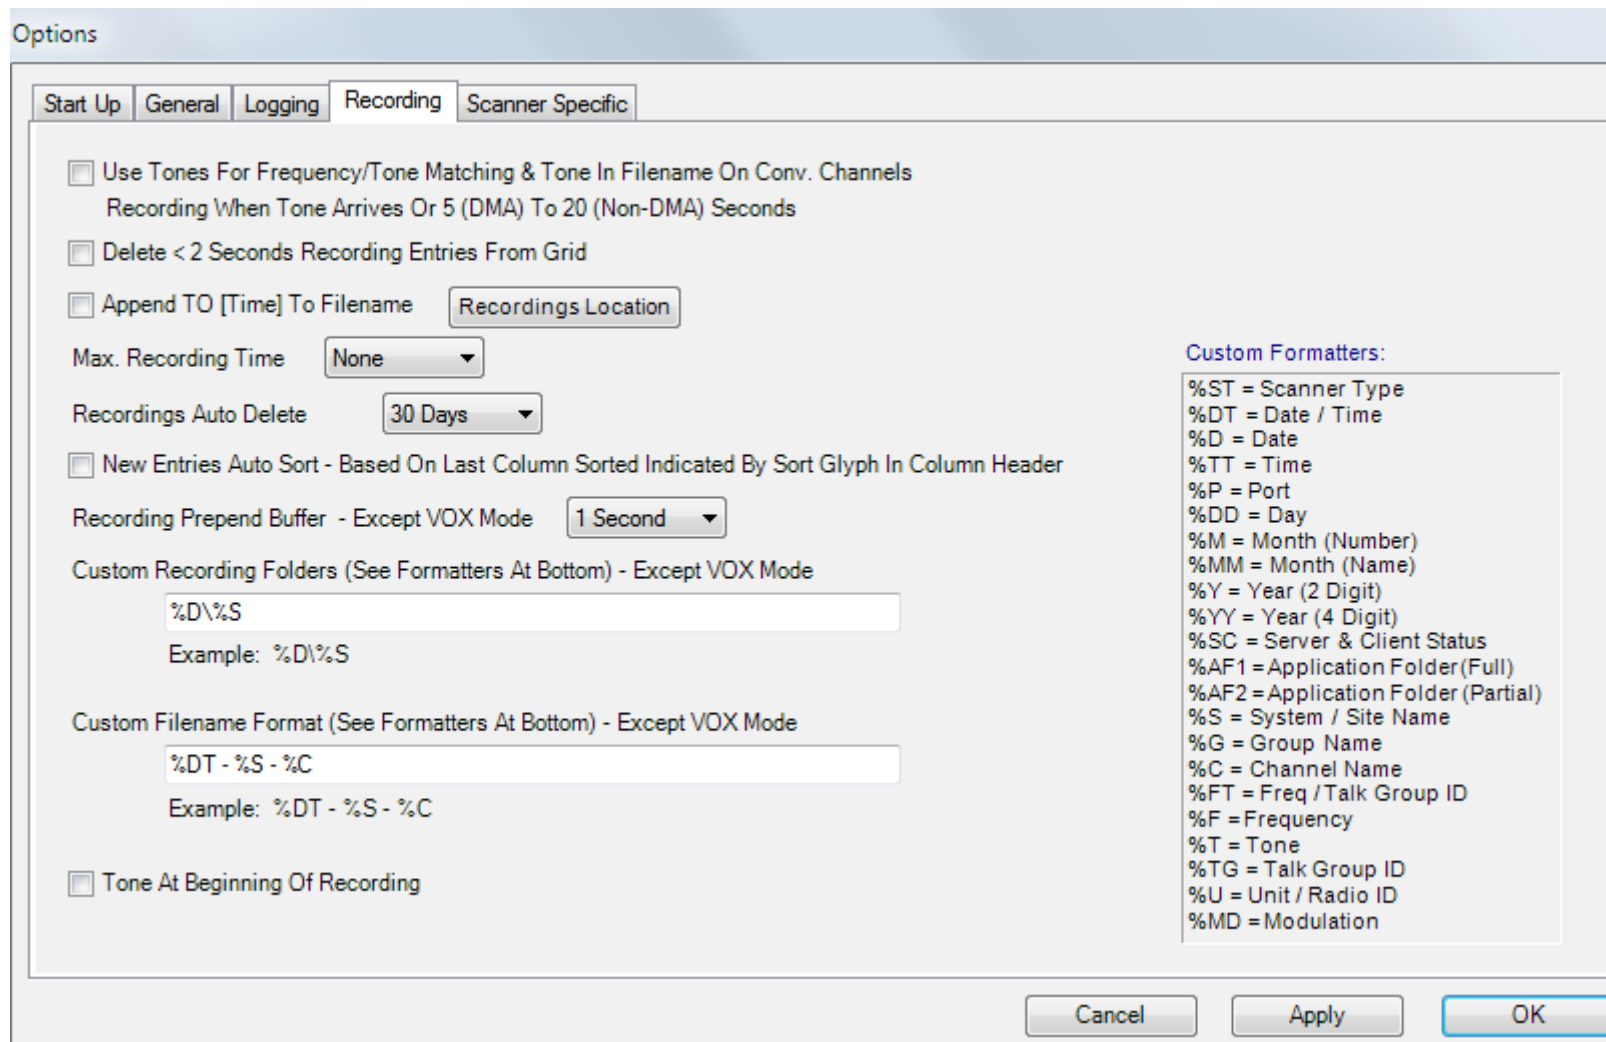 Options
Start Up General Logging Recording Scanner Specific
Use Tones For Frequency/Tone Matching & Tone In Filename On Conv. Channels
Recording When Tone Arrives Or 5 (DMA) To 20 (Non-DMA) Seconds
Delete < 2 Seconds Recording Entries From Grid
Append TO [Time] To Filename Recordings Location
Max. Recording Time None
Recordings Auto Delete 30 Days
New Entries Auto Sort - Based On Last Column Sorted Indicated By Sort Glyph In Column Header
Recording Prepend Buffer - Except VOX Mode 1 Second
Custom Recording Folders (See Formatters At Bottom) - Except VOX Mode
%D\%S
Example: %D\%S
Custom Filename Format (See Formatters At Bottom) - Except VOX Mode
%DT - %S - %C
Example: %DT - %S - %C
Tone At Beginning Of Recording
Custom Formatters:
%ST = Scanner Type
%DT = Date / Time
%D = Date
%TT = Time
%P = Port
%DD = Day
%M = Month (Number)
%MM = Month (Name)
%Y = Year (2 Digit)
%YY = Year (4 Digit)
%SC = Server & Client Status
%AF1 = Application Folder (Full)
%AF2 = Application Folder (Partial)
%S = System / Site Name
%G = Group Name
%C = Channel Name
%FT = Freq / Talk Group ID
%F = Frequency
%T = Tone
%TG = Talk Group ID
%U = Unit / Radio ID
%MD = Modulation
Cancel Apply OK